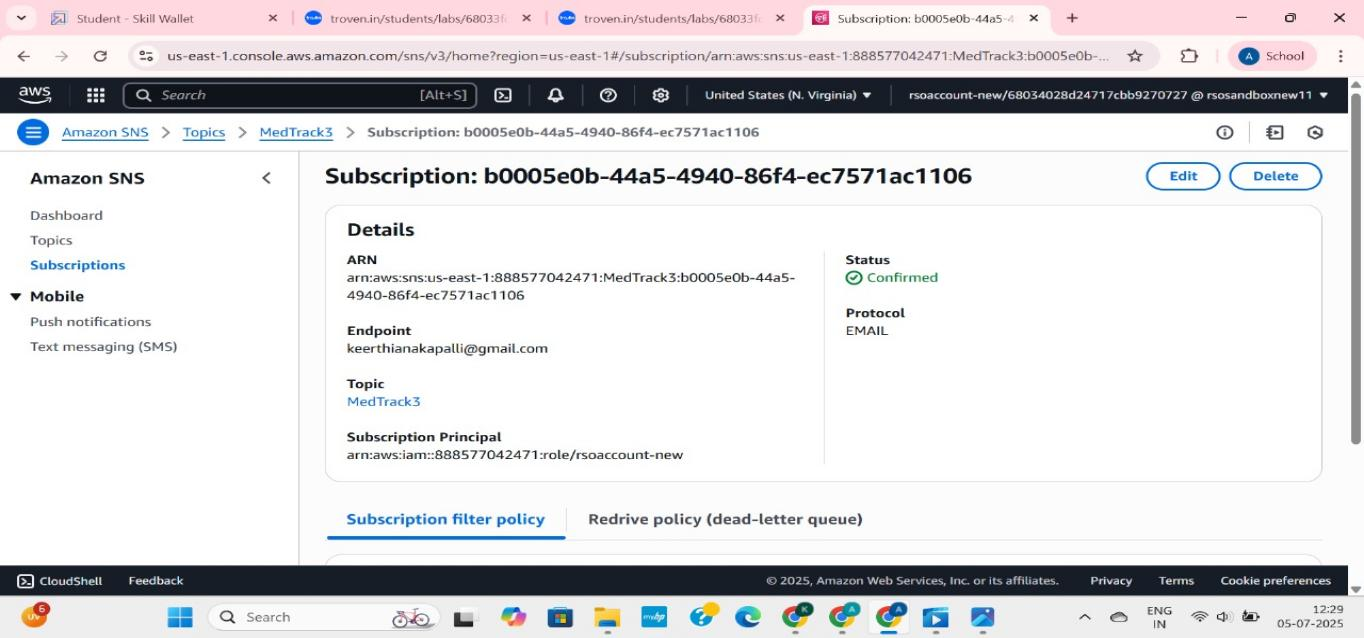 Student - Skill Wallet
troven.in/students/labs/68033f
troven.in/students/labs/68033fc
Subscription: b0005e0b-44a5-4
us-east-1.console.aws.amazon.com/sns/v3/home?region=us-east-1#/subscription/arn:aws:sns:us-east-1:888577042471:MedTrack3:b0005e0b-...
A School
aws
Search [Alt+S]
United States (N. Virginia)
rsoaccount-new/68034028d24717cbb9270727 @ rsosandboxnew11
Amazon SNS > Topics > MedTrack3 > Subscription: b0005e0b-44a5-4940-86f4-ec7571ac1106
Amazon SNS
Dashboard
Topics
Subscriptions
Mobile
Push notifications
Text messaging (SMS)
Subscription: b0005e0b-44a5-4940-86f4-ec7571ac1106
Edit
Delete
Details
ARN
arn:aws:sns:us-east-1:888577042471:MedTrack3:b0005e0b-44a5-
4940-86f4-ec7571ac1106
Endpoint
keerthianakapalli@gmail.com
Topic
MedTrack3
Subscription Principal
arn:aws:iam::888577042471:role/rsoaccount-new
Status
Confirmed
Protocol
EMAIL
Subscription filter policy
Redrive policy (dead-letter queue)
CloudShell
Feedback
© 2025, Amazon Web Services, Inc. or its affiliates.
Privacy
Terms
Cookie preferences
6
Search
K
A
A
ENG
IN
12:29
05-07-2025